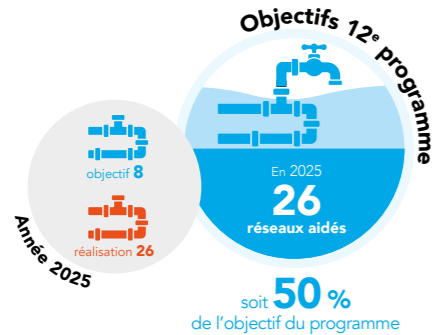 Objectifs 12e programme
objectif 8
réalisation 26
Année 2025
En 2025
26
réseaux aidés
soit 50 %
de l'objectif du programme